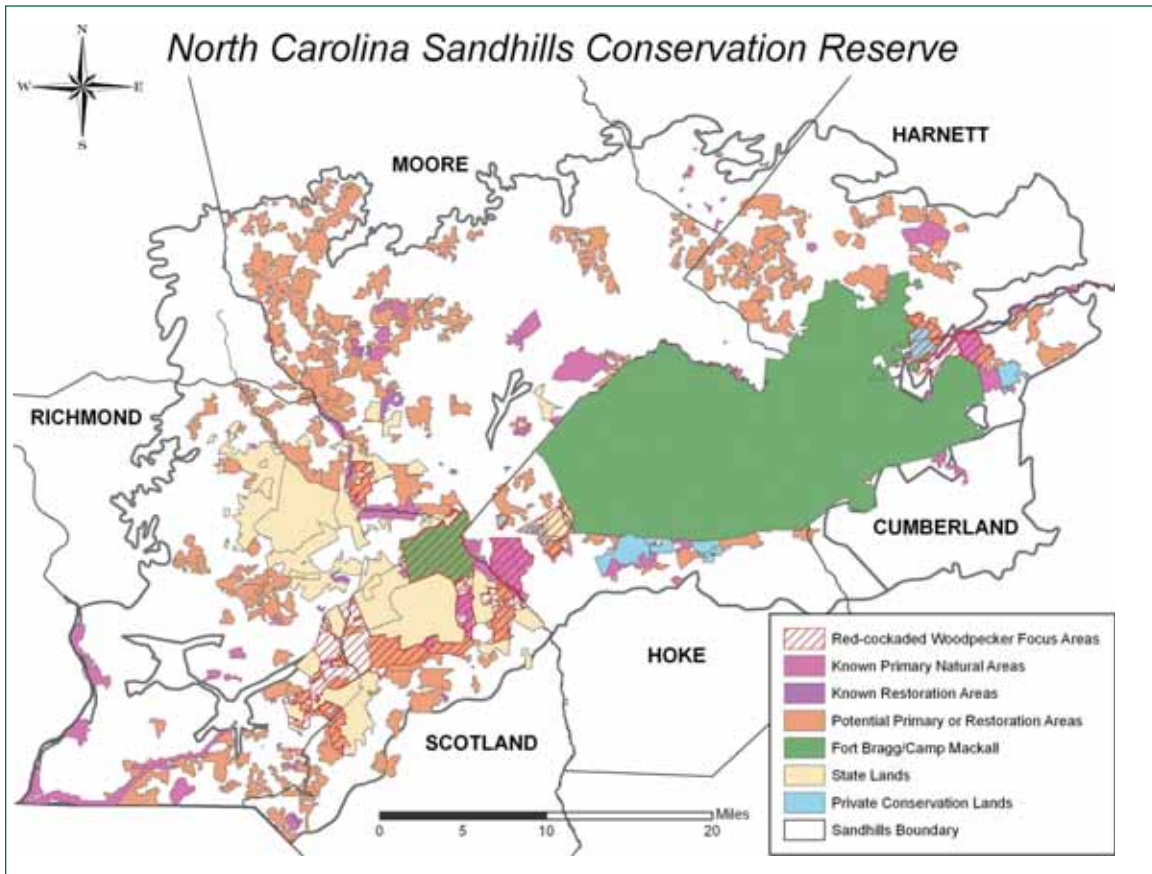 North Carolina Sandhills Conservation Reserve
N
W E
S
HARNETT
MOORE
RICHMOND
CUMBERLAND
HOKE
SCOTLAND
Red-cockaded Woodpecker Focus Areas
Known Primary Natural Areas
Known Restoration Areas
Potential Primary or Restoration Areas
Fort Bragg/Camp Mackall
State Lands
Private Conservation Lands
Sandhills Boundary
Miles
0 5 10 20